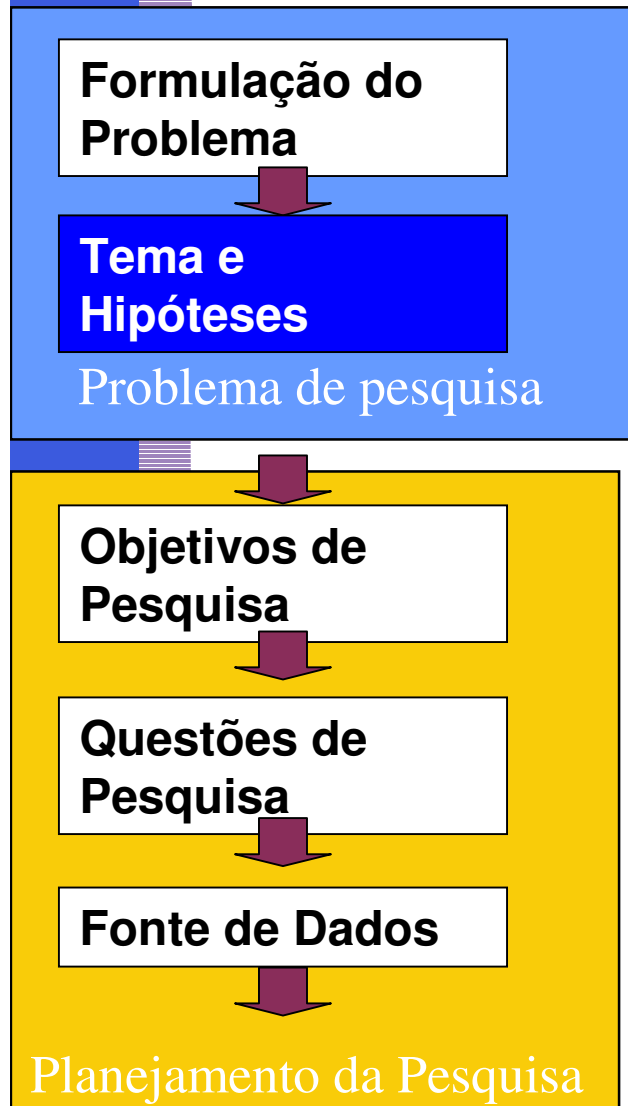 Formulação do
Problema
Tema e
Hipóteses
Problema de pesquisa
Objetivos de
Pesquisa
Questões de
Pesquisa
Fonte de Dados
Planejamento da Pesquisa